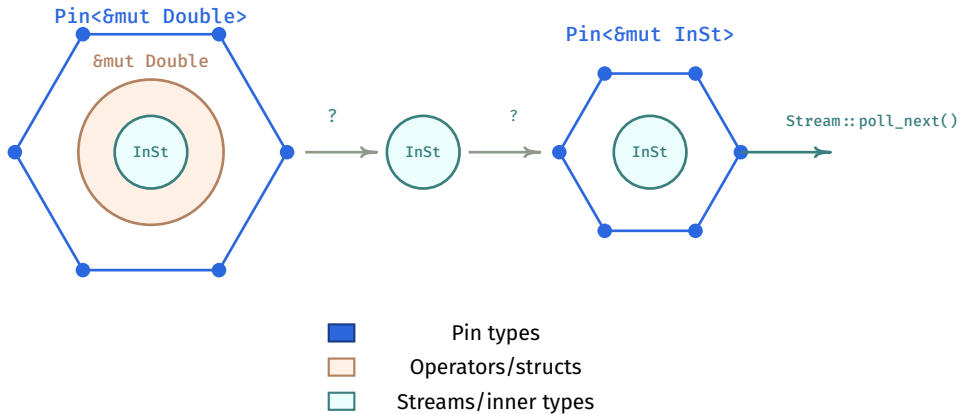 Pin<&mut Double>
&mut Double
InSt
?
InSt
?
Pin<&mut InSt>
InSt
Stream::poll_next()
Pin types
Operators/structs
Streams/inner types